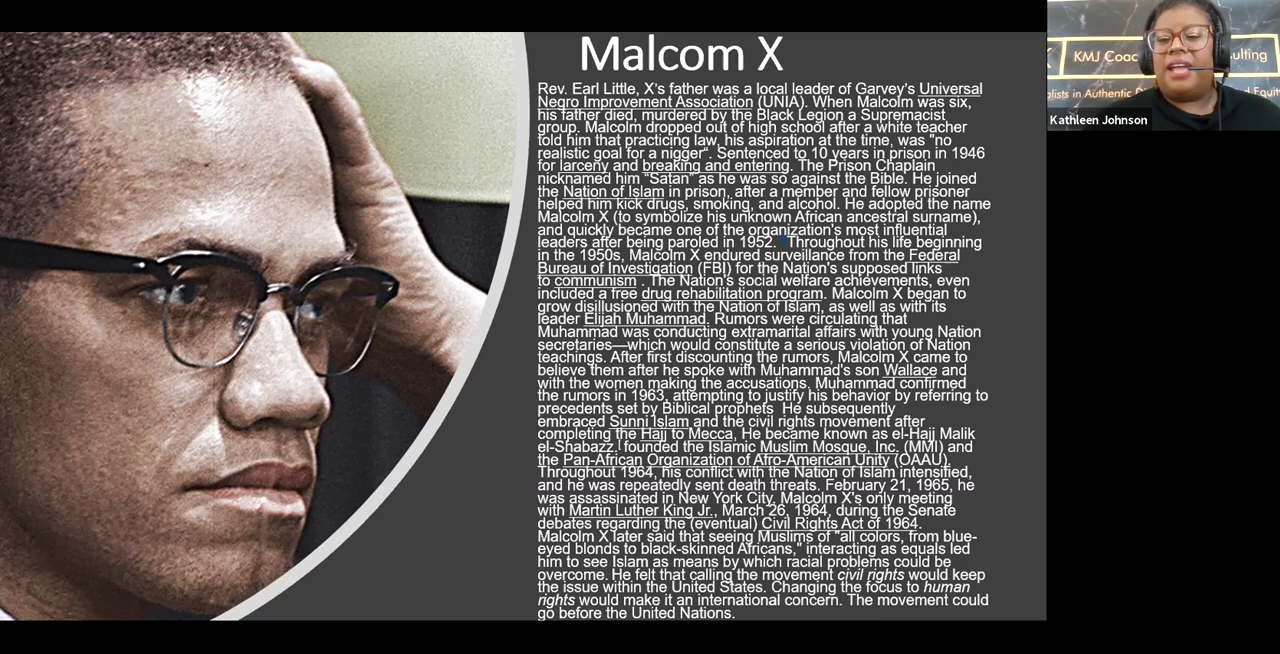 Malcom X
Rev. Earl Little, X's father was a local leader of Garvey's Universal
Negro Improvement Association (UNIA). When Malcolm was six,
his father died, murdered by the Black Legion a Supremacist
group. Malcolm dropped out of high school after a white teacher
told him that practicing law, his aspiration at the time, was "no
realistic goal for a nigger". Sentenced to 10 years in prison in 1946
for larceny and breaking and entering. The Prison Chaplain
nicknamed him "Satan" as he was so against the Bible. He joined
the Nation of Islam in prison, after a member and fellow prisoner
helped him kick drugs, smoking, and alcohol. He adopted the name
Malcolm X (to symbolize his unknown African ancestral surname),
and quickly became one of the organization's most influential
leaders after being paroled in 1952. Throughout his life beginning
in the 1950s, Malcolm X endured surveillance from the Federal
Bureau of Investigation (FBI) for the Nation's supposed links
to communism . The Nation's social welfare achievements, even
included a free drug rehabilitation program. Malcolm X began to
grow disillusioned with the Nation of Islam, as well as with its
leader Elijah Muhammad. Rumors were circulating that
Muhammad was conducting extramarital affairs with young Nation
secretaries—which would constitute a serious violation of Nation
teachings. After first discounting the rumors, Malcolm X came to
believe them after he spoke with Muhammad's son Wallace and
with the women making the accusations. Muhammad confirmed
the rumors in 1963, attempting to justify his behavior by referring to
precedents set by Biblical prophets He subsequently
embraced Sunni Islam and the civil rights movement after
completing the Hajj to Mecca, He became known as el-Hajj Malik
el-Shabazz.[ founded the Islamic Muslim Mosque, Inc. (MMI) and
the Pan-African Organization of Afro-American Unity (OAAU).
Throughout 1964, his conflict with the Nation of Islam intensified,
and he was repeatedly sent death threats. February 21, 1965, he
was assassinated in New York City, Malcolm X's only meeting
with Martin Luther King Jr., March 26, 1964, during the Senate
debates regarding the (eventual) Civil Rights Act of 1964.
Malcolm X later said that seeing Muslims of "all colors, from blue-
eyed blonds to black-skinned Africans," interacting as equals led
him to see Islam as means by which racial problems could be
overcome. He felt that calling the movement civil rights would keep
the issue within the United States. Changing the focus to human
rights would make it an international concern. The movement could
go before the United Nations.
KMJ Coac
ulting
alists in Authentic D
d Equity
Kathleen Johnson